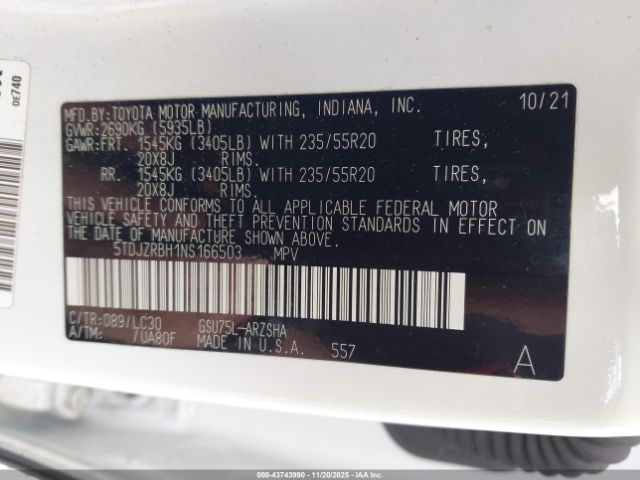 OE740
MFD.BY:TOYOTA MOTOR MANUFACTURING, INDIANA, INC. 10/21
GVWR:2690KG (5935LB)
GAWR:FRT. 1545KG (3405LB) WITH 235/55R20 TIRES,
20X8J RIMS.
RR. 1545KG (3405LB) WITH 235/55R20 TIRES,
20X8J RIMS.
THIS VEHICLE CONFORMS TO ALL APPLICABLE FEDERAL MOTOR
VEHICLE SAFETY AND THEFT PREVENTION STANDARDS IN EFFECT ON
THE DATE OF MANUFACTURE SHOWN ABOVE.
5TDJZRBH1NS166503 MPV
C/TR:089/LC30 GSU75L-ARZSHA
A/TM: /UA80F MADE IN U.S.A. 557 A
000-43743990 11/20/2025 IAAI.COM